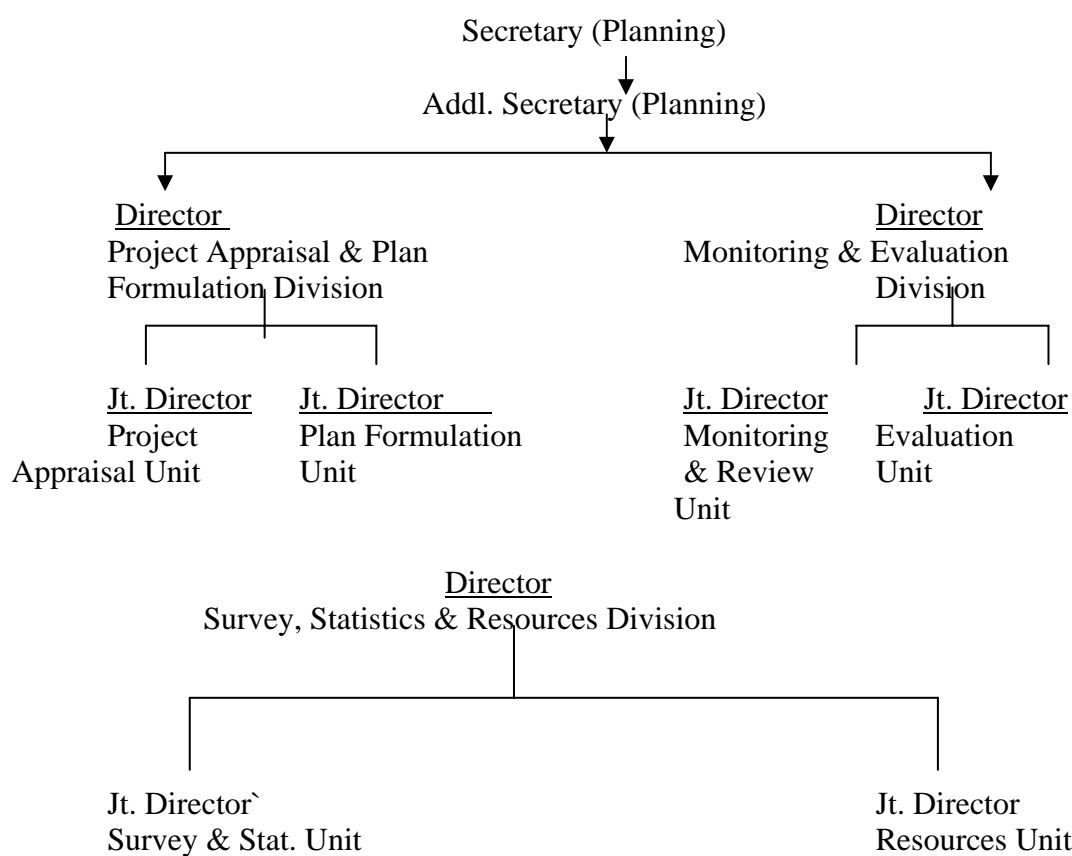 Secretary (Planning)
Addl. Secretary (Planning)
Director
Project Appraisal & Plan
Formulation Division
Director
Monitoring & Evaluation
Division
Jt. Director
Project
Appraisal Unit
Jt. Director
Plan Formulation
Unit
Jt. Director
Monitoring
& Review
Unit
Jt. Director
Evaluation
Unit
Director
Survey, Statistics & Resources Division
Jt. Director`
Survey & Stat. Unit
Jt. Director
Resources Unit